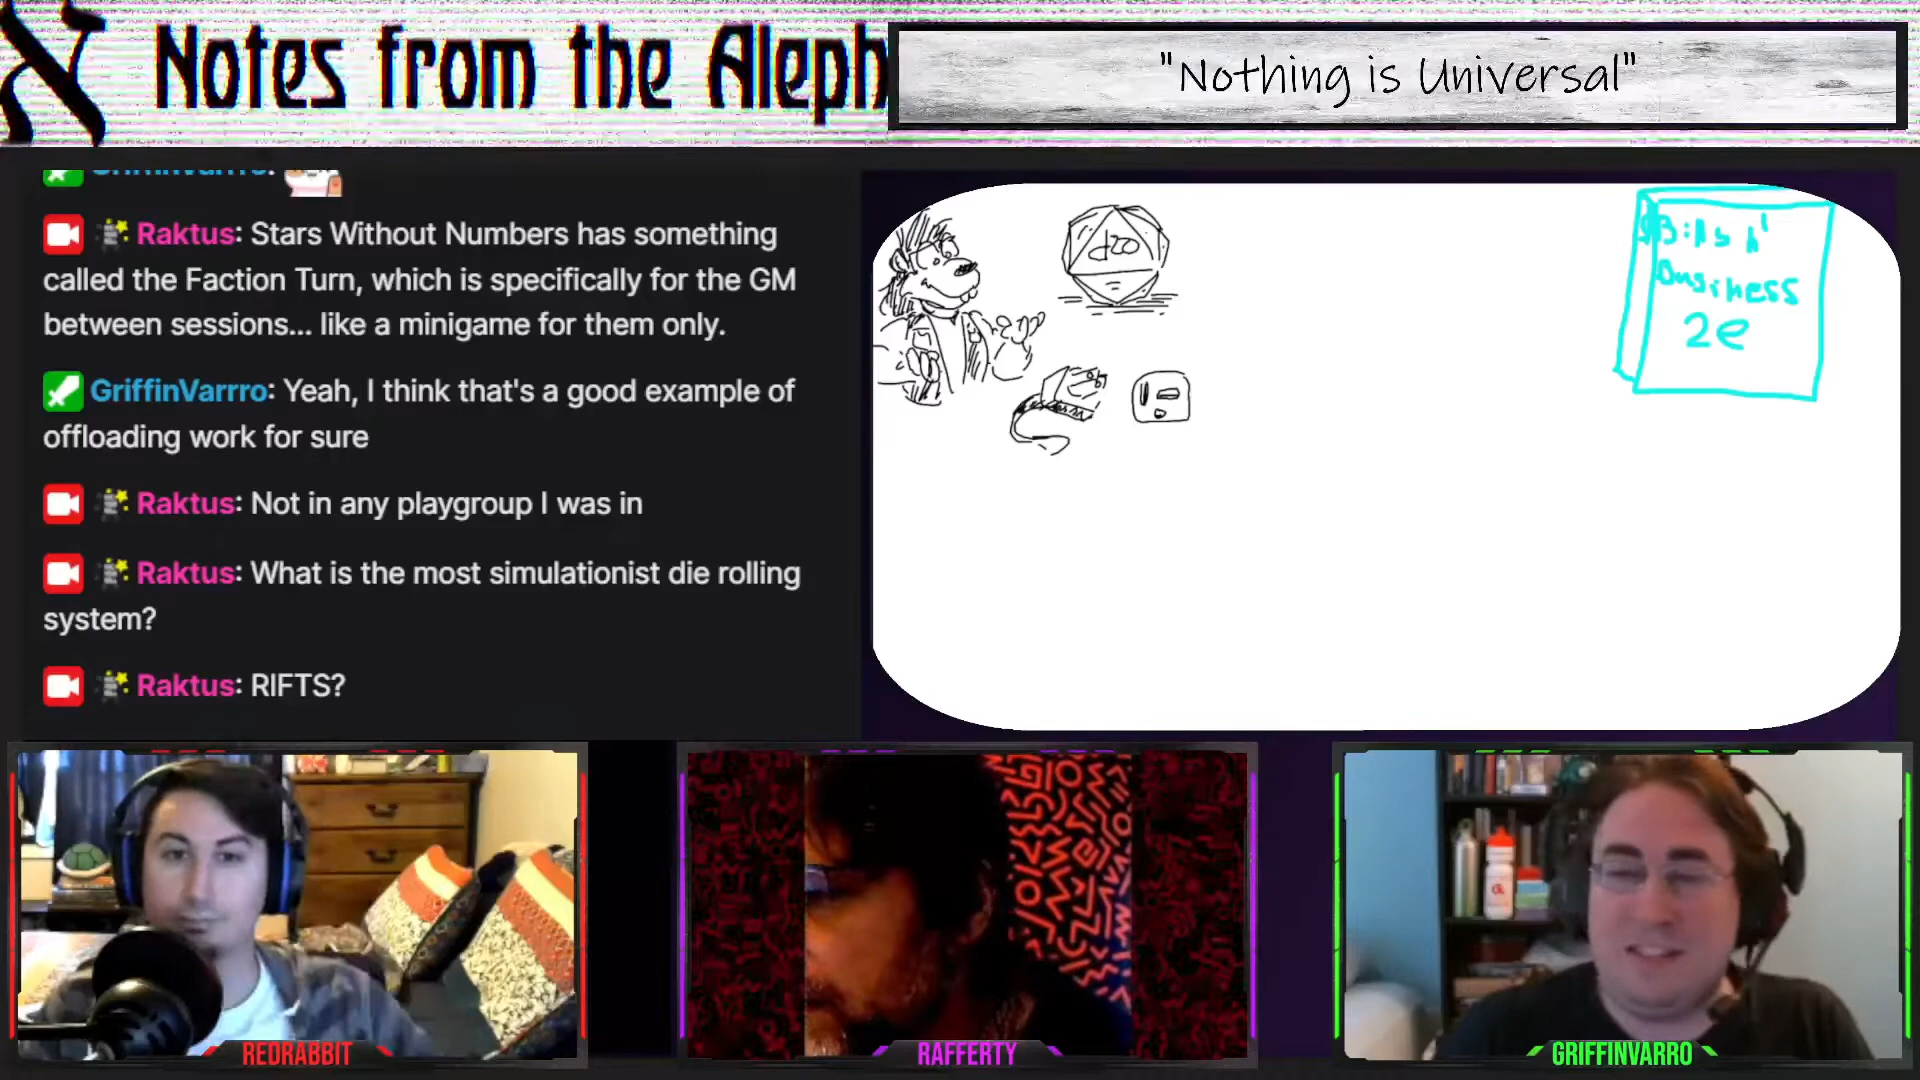 א Notes from the Aleph
"Nothing is Universal"
GriffinVarrro:
Raktus: Stars Without Numbers has something
called the Faction Turn, which is specifically for the GM
between sessions... like a minigame for them only.
GriffinVarrro: Yeah, I think that's a good example of
offloading work for sure
Raktus: Not in any playgroup I was in
Raktus: What is the most simulationist die rolling
system?
Raktus: RIFTS?
d20
Business
2e
REDRABBIT
RAFFERTY
GRIFFINVARRO